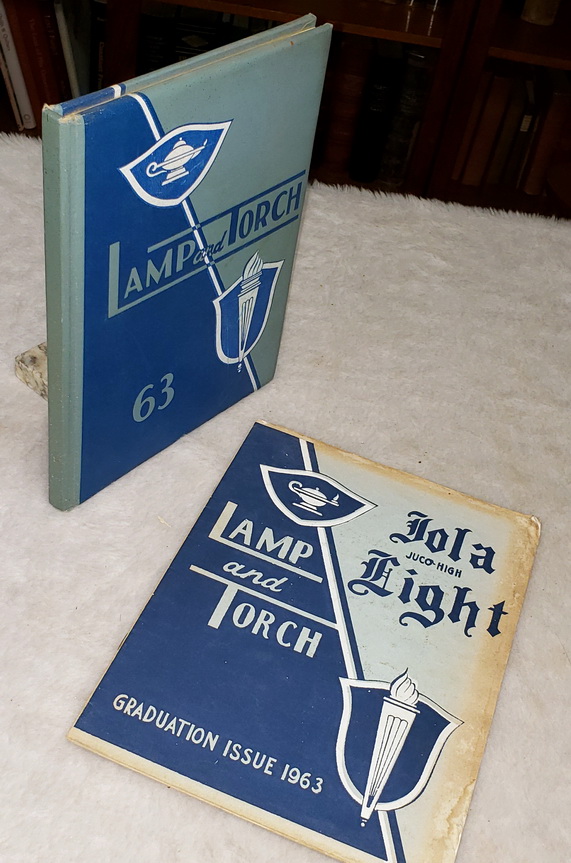 LAMP and TORCH
63
LAMP
and
TORCH
Iola
JUCO-HIGH
Light
GRADUATION ISSUE 1963